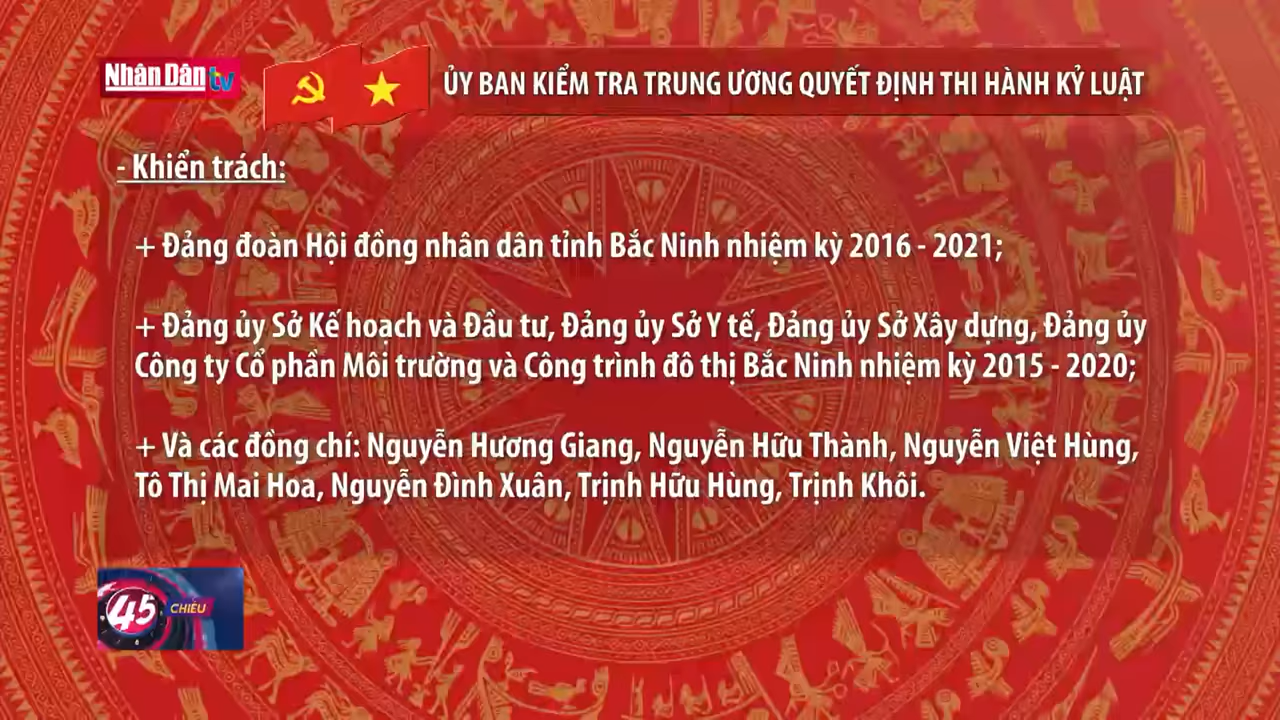 Nhân Dân tv
ỦY BAN KIỂM TRA TRUNG ƯƠNG QUYẾT ĐỊNH THI HÀNH KỶ LUẬT
- Khiển trách:
+ Đảng đoàn Hội đồng nhân dân tỉnh Bắc Ninh nhiệm kỳ 2016 - 2021;
+ Đảng ủy Sở Kế hoạch và Đầu tư, Đảng ủy Sở Y tế, Đảng ủy Sở Xây dựng, Đảng ủy
Công ty Cổ phần Môi trường và Công trình đô thị Bắc Ninh nhiệm kỳ 2015 - 2020;
+ Và các đồng chí: Nguyễn Hương Giang, Nguyễn Hữu Thành, Nguyễn Việt Hùng,
Tô Thị Mai Hoa, Nguyễn Đình Xuân, Trịnh Hữu Hùng, Trịnh Khôi.
45 CHIỀU